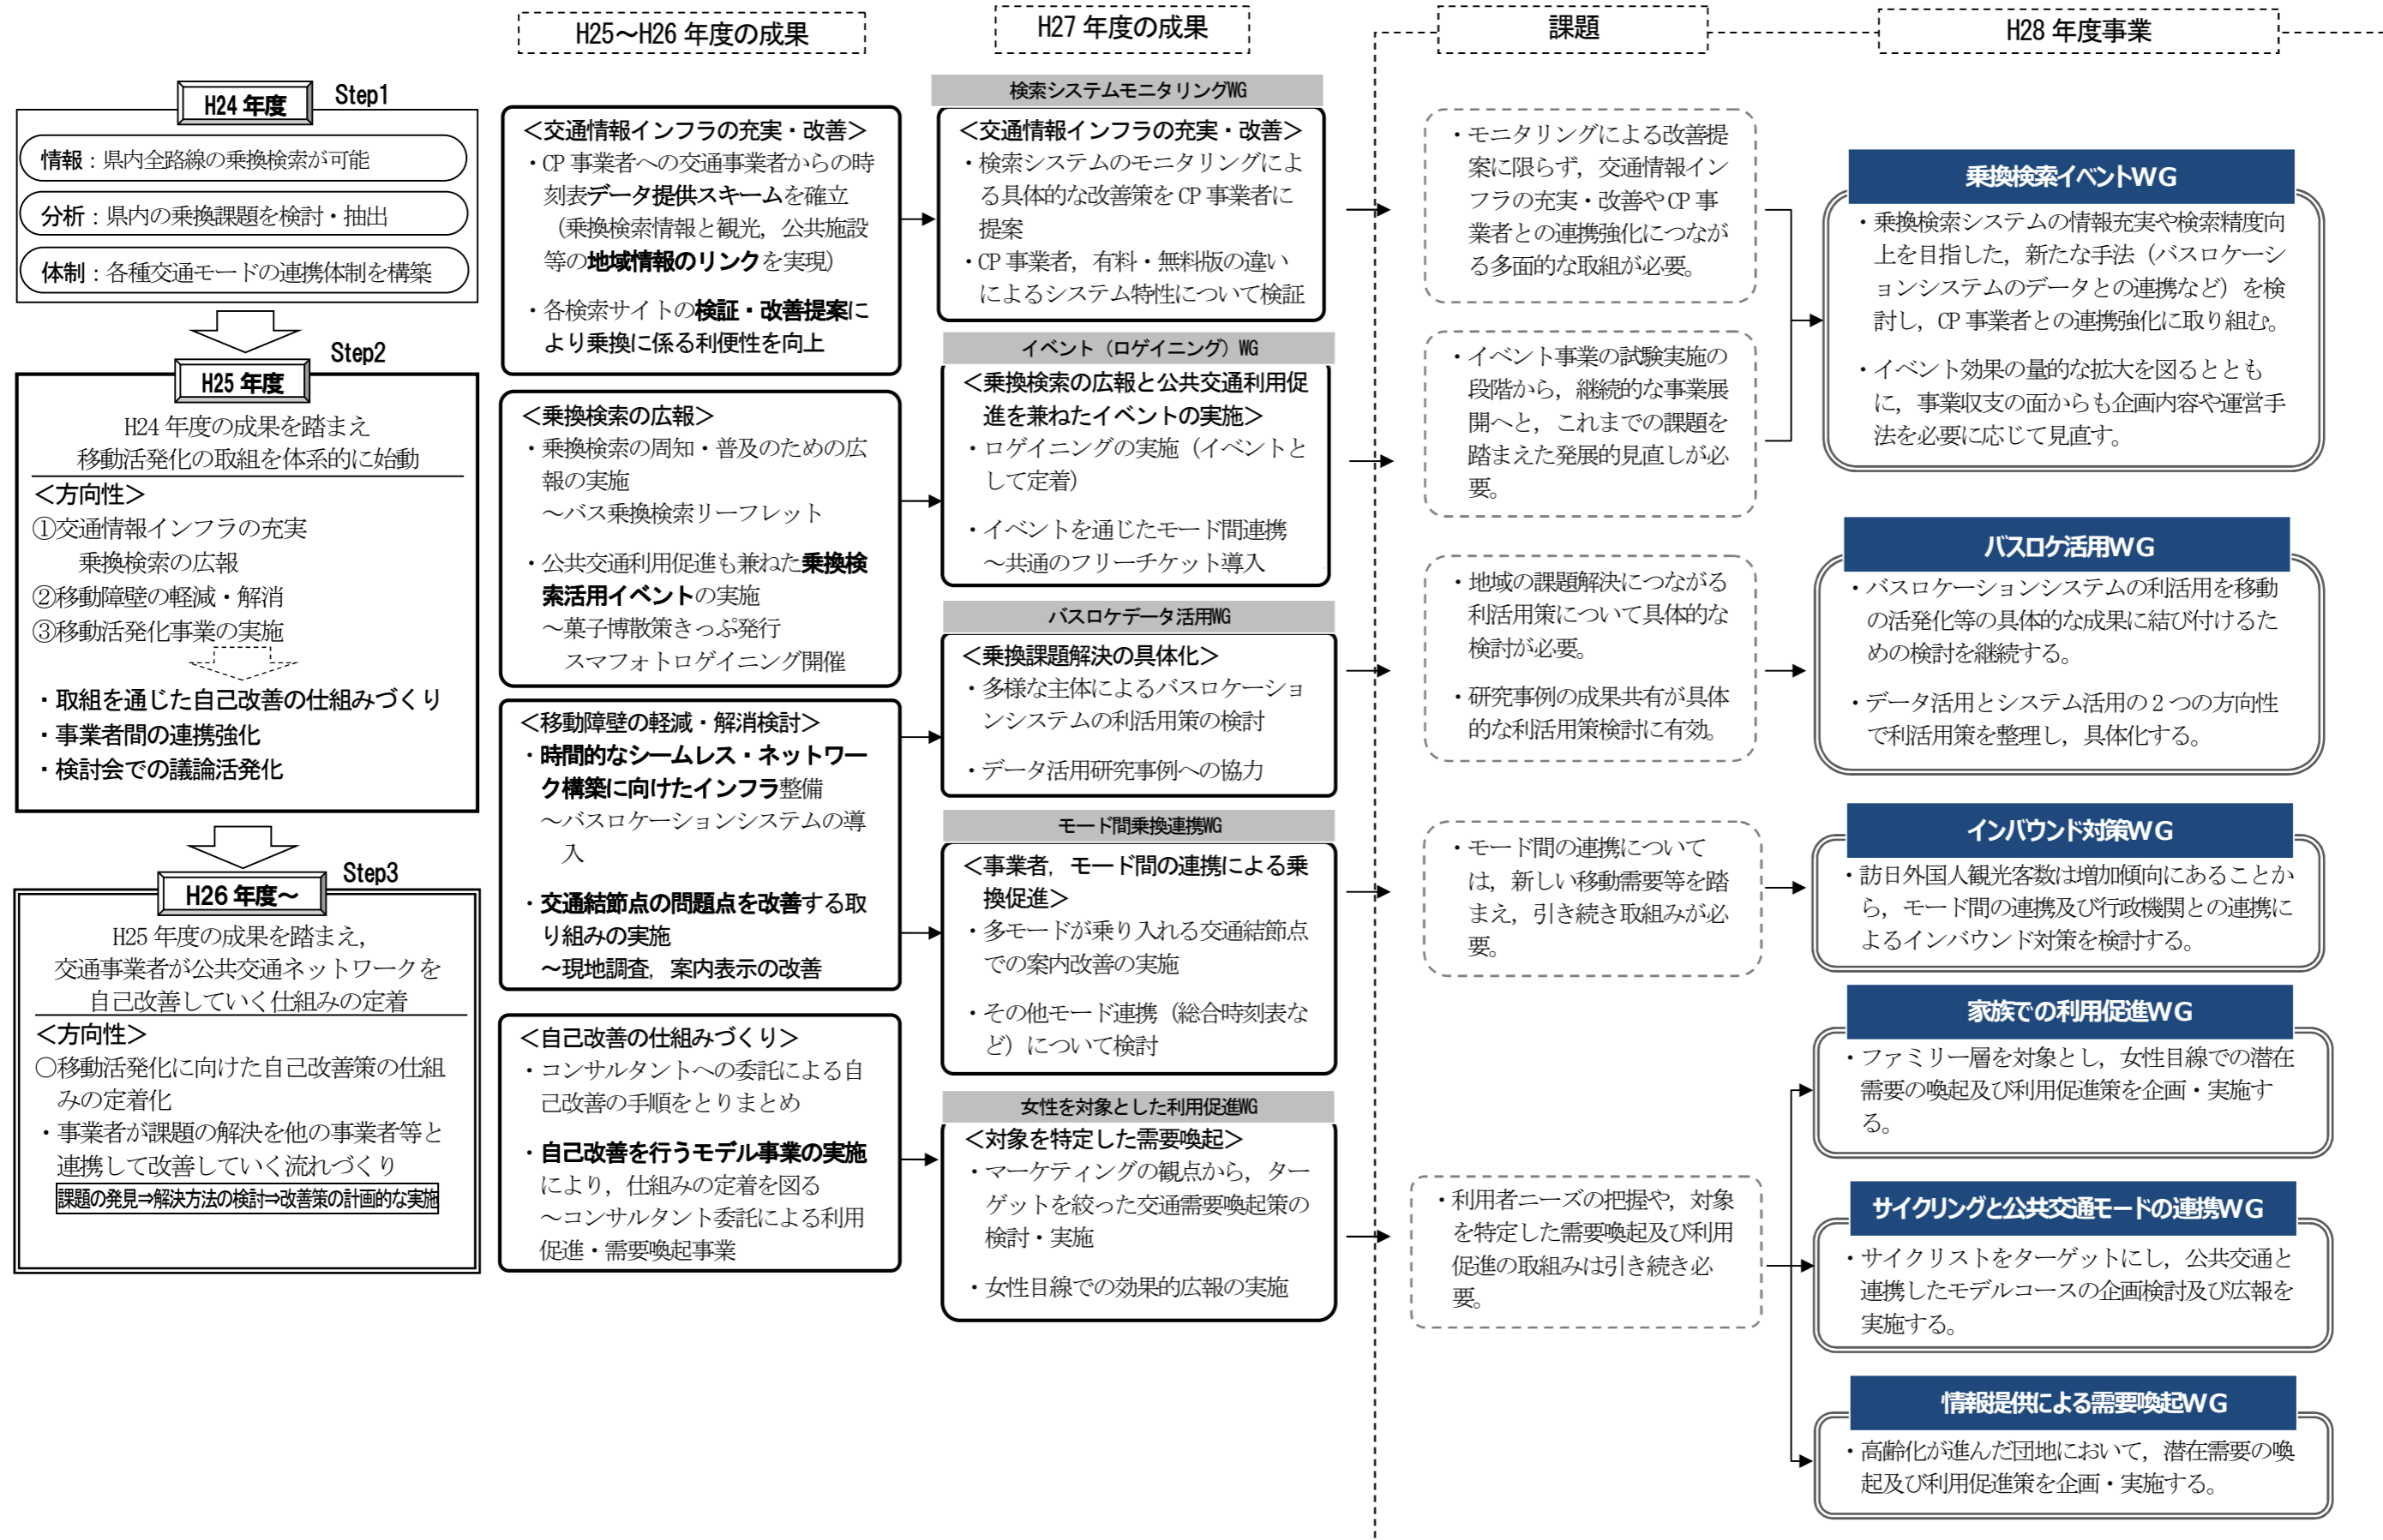 H25～H26 年度の成果
H27 年度の成果
課題
H28 年度事業
H24 年度
Step1
情報：県内全路線の乗換検索が可能
分析：県内の乗換課題を検討・抽出
体制：各種交通モードの連携体制を構築
Step2
H25 年度
H24 年度の成果を踏まえ
移動活発化の取組を体系的に始動
＜方向性＞
①交通情報インフラの充実
乗換検索の広報
②移動障壁の軽減・解消
③移動活発化事業の実施
・取組を通じた自己改善の仕組みづくり
・事業者間の連携強化
・検討会での議論活発化
Step3
H26 年度～
H25 年度の成果を踏まえ，
交通事業者が公共交通ネットワークを
自己改善していく仕組みの定着
＜方向性＞
○移動活発化に向けた自己改善策の仕組
みの定着化
・事業者が課題の解決を他の事業者等と
連携して改善していく流れづくり
課題の発見⇒解決方法の検討⇒改善策の計画的な実施
＜交通情報インフラの充実・改善＞
・CP 事業者への交通事業者からの時
刻表データ提供スキームを確立
（乗換検索情報と観光，公共施設
等の地域情報のリンクを実現）
・各検索サイトの検証・改善提案に
より乗換に係る利便性を向上
＜乗換検索の広報＞
・乗換検索の周知・普及のための広
報の実施
～バス乗換検索リーフレット
・公共交通利用促進も兼ねた乗換検
索活用イベントの実施
～菓子博散策きっぷ発行
スマフォトロゲイニング開催
＜移動障壁の軽減・解消検討＞
・時間的なシームレス・ネットワー
ク構築に向けたインフラ整備
～バスロケーションシステムの導
入
・交通結節点の問題点を改善する取
り組みの実施
～現地調査，案内表示の改善
＜自己改善の仕組みづくり＞
・コンサルタントへの委託による自
己改善の手順をとりまとめ
・自己改善を行うモデル事業の実施
により，仕組みの定着を図る
～コンサルタント委託による利用
促進・需要喚起事業
検索システムモニタリングWG
＜交通情報インフラの充実・改善＞
・検索システムのモニタリングによ
る具体的な改善策を CP 事業者に
提案
・CP 事業者，有料・無料版の違い
によるシステム特性について検証
イベント（ロゲイニング）WG
＜乗換検索の広報と公共交通利用促
進を兼ねたイベントの実施＞
・ロゲイニングの実施（イベントと
して定着）
・イベントを通じたモード間連携
～共通のフリーチケット導入
バスロケデータ活用WG
＜乗換課題解決の具体化＞
・多様な主体によるバスロケーショ
ンシステムの利活用策の検討
・データ活用研究事例への協力
モード間乗換連携WG
＜事業者，モード間の連携による乗
換促進＞
・多モードが乗り入れる交通結節点
での案内改善の実施
・その他モード連携（総合時刻表な
ど）について検討
女性を対象とした利用促進WG
＜対象を特定した需要喚起＞
・マーケティングの観点から，ター
ゲットを絞った交通需要喚起策の
検討・実施
・女性目線での効果的広報の実施
・モニタリングによる改善提
案に限らず，交通情報イン
フラの充実・改善や CP 事
業者との連携強化につなが
る多面的な取組が必要。
・イベント事業の試験実施の
段階から，継続的な事業展
開へと，これまでの課題を
踏まえた発展的見直しが必
要。
・地域の課題解決につながる
利活用策について具体的な
検討が必要。
・研究事例の成果共有が具体
的な利活用策検討に有効。
・モード間の連携について
は，新しい移動需要等を踏
まえ，引き続き取組みが必
要。
・利用者ニーズの把握や，対象
を特定した需要喚起及び利用
促進の取組みは引き続き必
要。
乗換検索イベントWG
・乗換検索システムの情報充実や検索精度向
上を目指した，新たな手法（バスロケーシ
ョンシステムのデータとの連携など）を検
討し，CP 事業者との連携強化に取り組む。
・イベント効果の量的な拡大を図るととも
に，事業収支の面からも企画内容や運営手
法を必要に応じて見直す。
バスロケ活用WG
・バスロケーションシステムの利活用を移動
の活発化等の具体的な成果に結び付けるた
めの検討を継続する。
・データ活用とシステム活用の２つの方向性
で利活用策を整理し，具体化する。
インバウンド対策WG
・訪日外国人観光客数は増加傾向にあることか
ら，モード間の連携及び行政機関との連携に
よるインバウンド対策を検討する。
家族での利用促進WG
・ファミリー層を対象とし，女性目線での潜在
需要の喚起及び利用促進策を企画・実施す
る。
サイクリングと公共交通モードの連携WG
・サイクリストをターゲットにし，公共交通と
連携したモデルコースの企画検討及び広報を
実施する。
情報提供による需要喚起WG
・高齢化が進んだ団地において，潜在需要の喚
起及び利用促進策を企画・実施する。